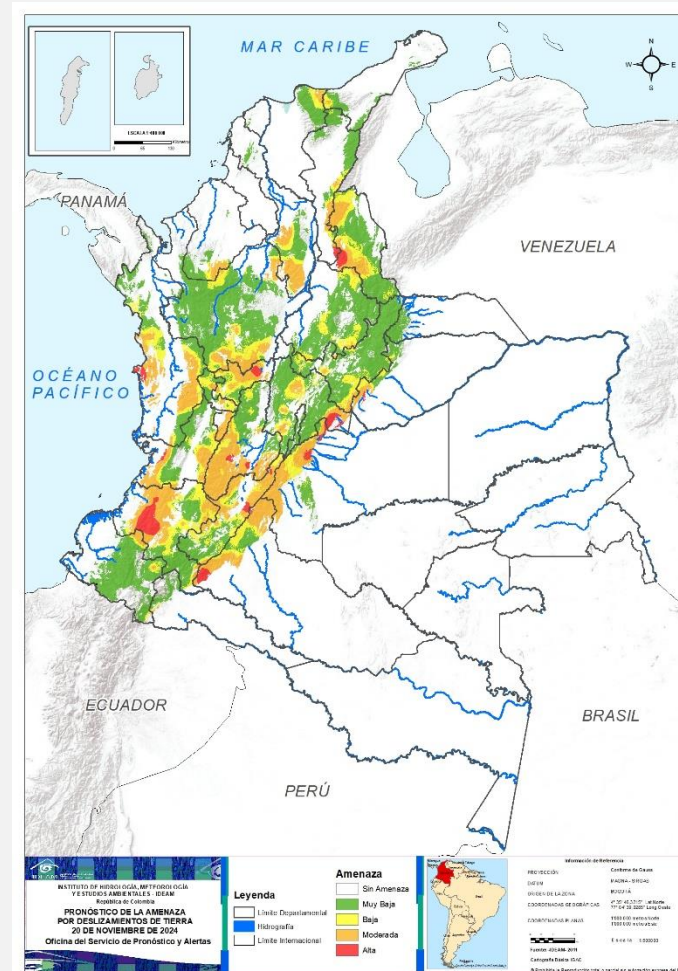 MAR CARIBE
N
W
E
S
PANAMÁ
VENEZUELA
OCÉANO
PACÍFICO
ECUADOR
BRASIL
PERÚ
INSTITUTO DE HIDROLOGÍA, METEOROLOGÍA
Y ESTUDIOS AMBIENTALES - IDEAM
República de Colombia
PRONÓSTICO DE LA AMENAZA
POR DESLIZAMIENTOS DE TIERRA
20 DE NOVIEMBRE DE 2024
Oficina del Servicio de Pronóstico y Alertas
Leyenda
Límite Departamental
Hidrografía
Límite Internacional
Amenaza
Sin Amenaza
Muy Baja
Baja
Moderada
Alta
Información de Referencia
PROYECCIÓN
Conforme de Gauss
DATUM
MAGNA - SIRGAS
ORIGEN DE LA ZONA
BOGOTÁ
COORDENADAS GEOGRÁFICAS
COORDENADAS PLANAS
Fuente: IDEAM- 2011
Cartografía Básica: IGAC